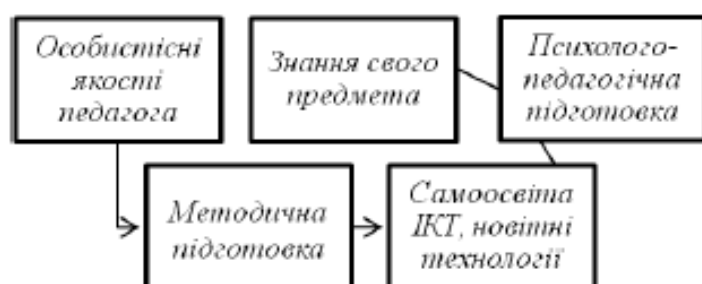 Особистісні
якості
педагога
Знання свого
предмета
Психолого-
педагогічна
підготовка
Методична
підготовка
Самоосвіта
ІКТ, новітні
технології